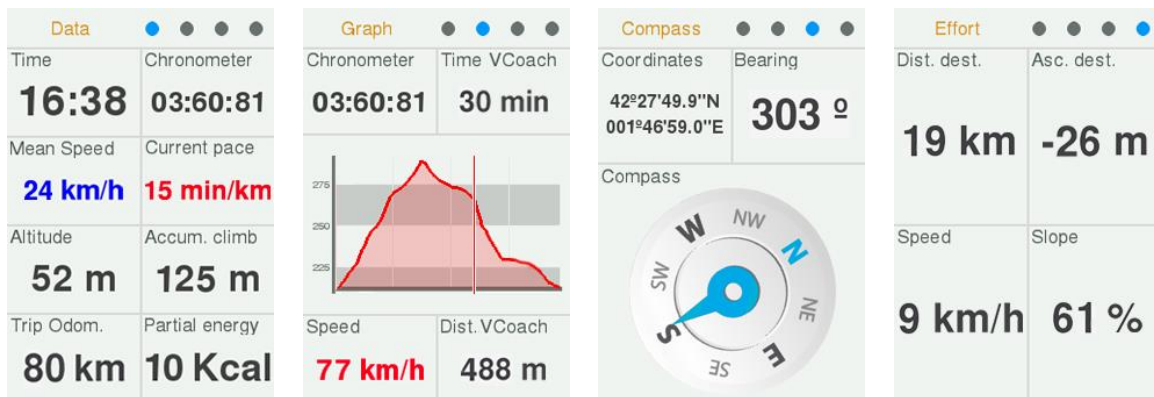 Data
Time
Chronometer
16:38
03:60:81
Mean Speed
Current pace
24 km/h
15 min/km
Altitude
Accum. climb
52 m
125 m
Trip Odom.
Partial energy
80 km
10 Kcal
Graph
Chronometer
Time VCoach
03:60:81
30 min
275
250
225
Speed
Dist.VCoach
77 km/h
488 m
Compass
Coordinates
Bearing
42º27'49.9"N
001º46'59.0"E
303 º
Compass
N
NE
E
SE
S
SW
W
NW
Effort
Dist. dest.
Asc. dest.
19 km
-26 m
Speed
Slope
9 km/h
61 %